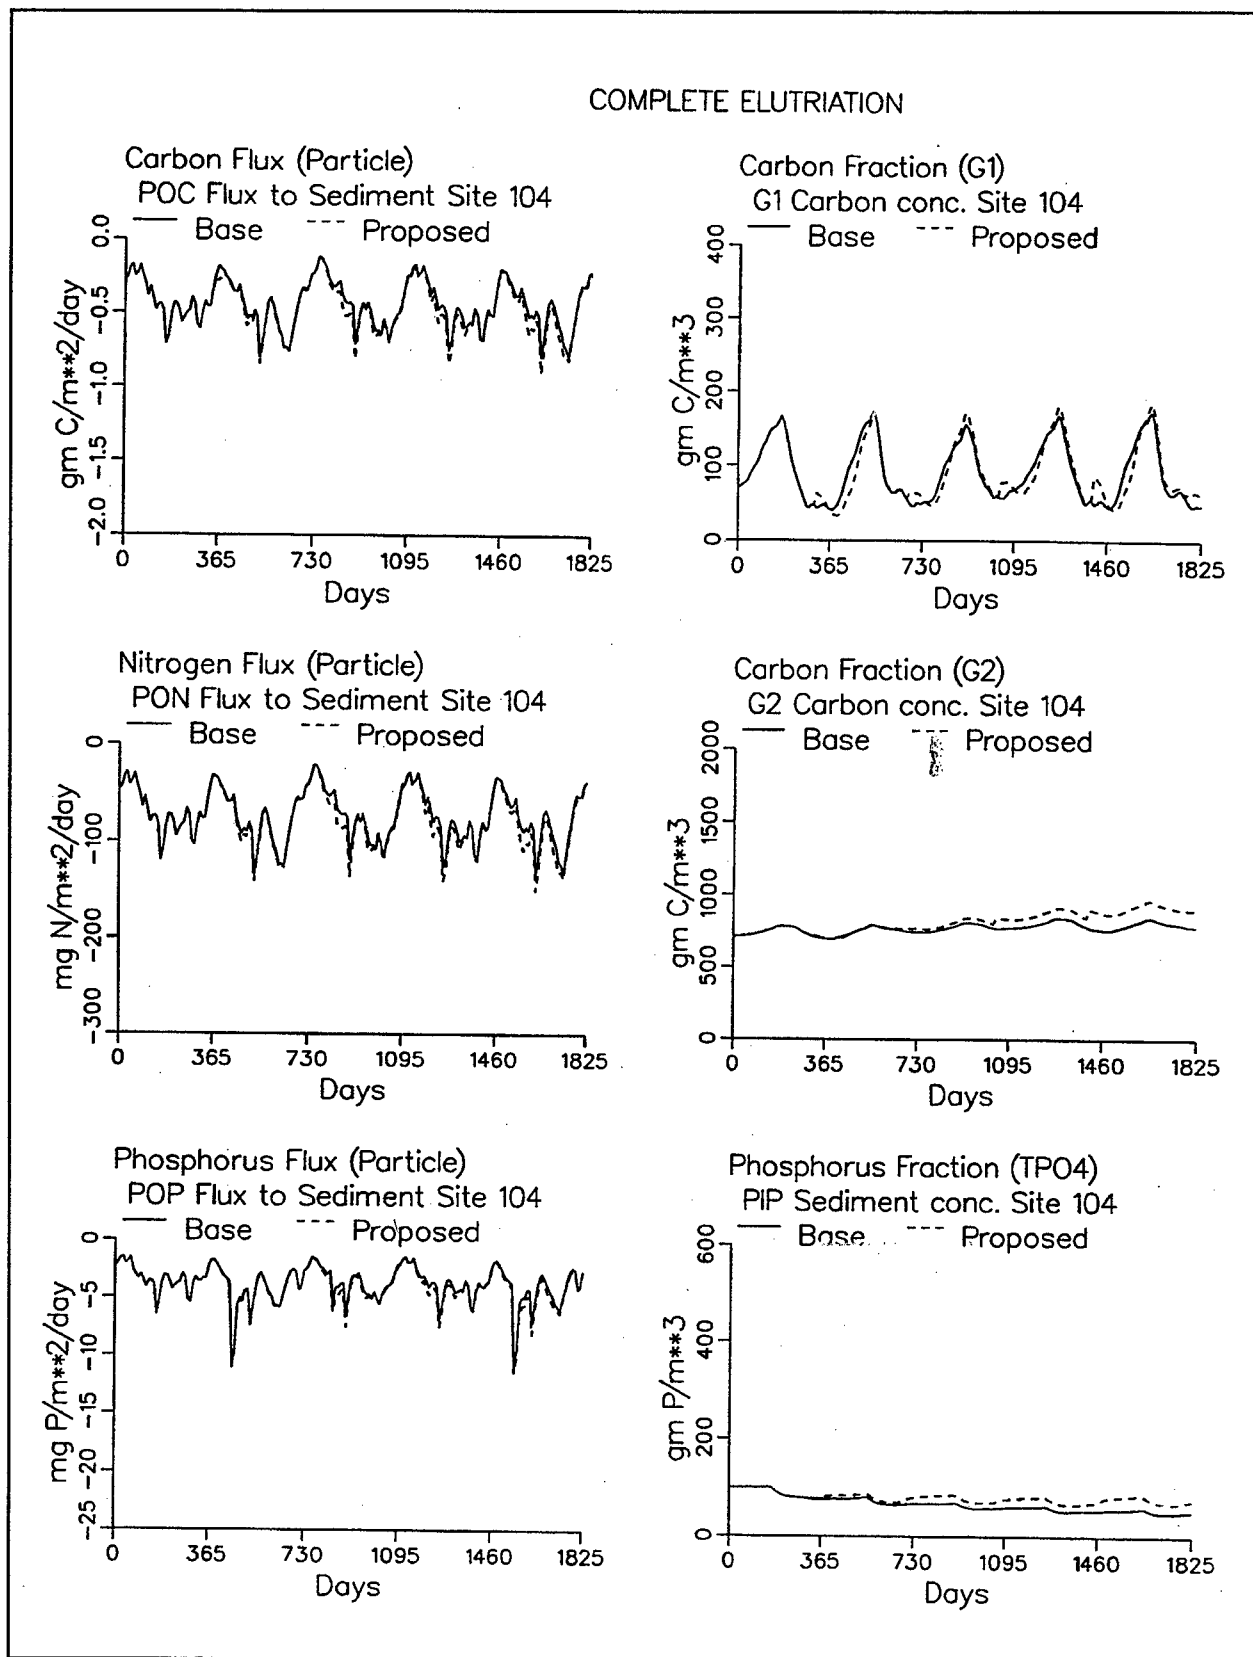 COMPLETE ELUTRIATION
Carbon Flux (Particle)
POC Flux to Sediment Site 104
Base Proposed
0.0
-0.5
-1.0
-1.5
-2.0
gm C/m**2/day
0 365 730 1095 1460 1825
Days
Carbon Fraction (G1)
G1 Carbon conc. Site 104
Base Proposed
400
300
200
100
0
gm C/m**3
0 365 730 1095 1460 1825
Days
Nitrogen Flux (Particle)
PON Flux to Sediment Site 104
Base Proposed
0
-100
-200
-300
mg N/m**2/day
0 365 730 1095 1460 1825
Days
Carbon Fraction (G2)
G2 Carbon conc. Site 104
Base Proposed
2000
1500
1000
500
0
gm C/m**3
0 365 730 1095 1460 1825
Days
Phosphorus Flux (Particle)
POP Flux to Sediment Site 104
Base Proposed
0
-5
-10
-15
-20
-25
mg P/m**2/day
0 365 730 1095 1460 1825
Days
Phosphorus Fraction (TPO4)
PIP Sediment conc. Site 104
Base Proposed
600
400
200
0
gm P/m**3
0 365 730 1095 1460 1825
Days